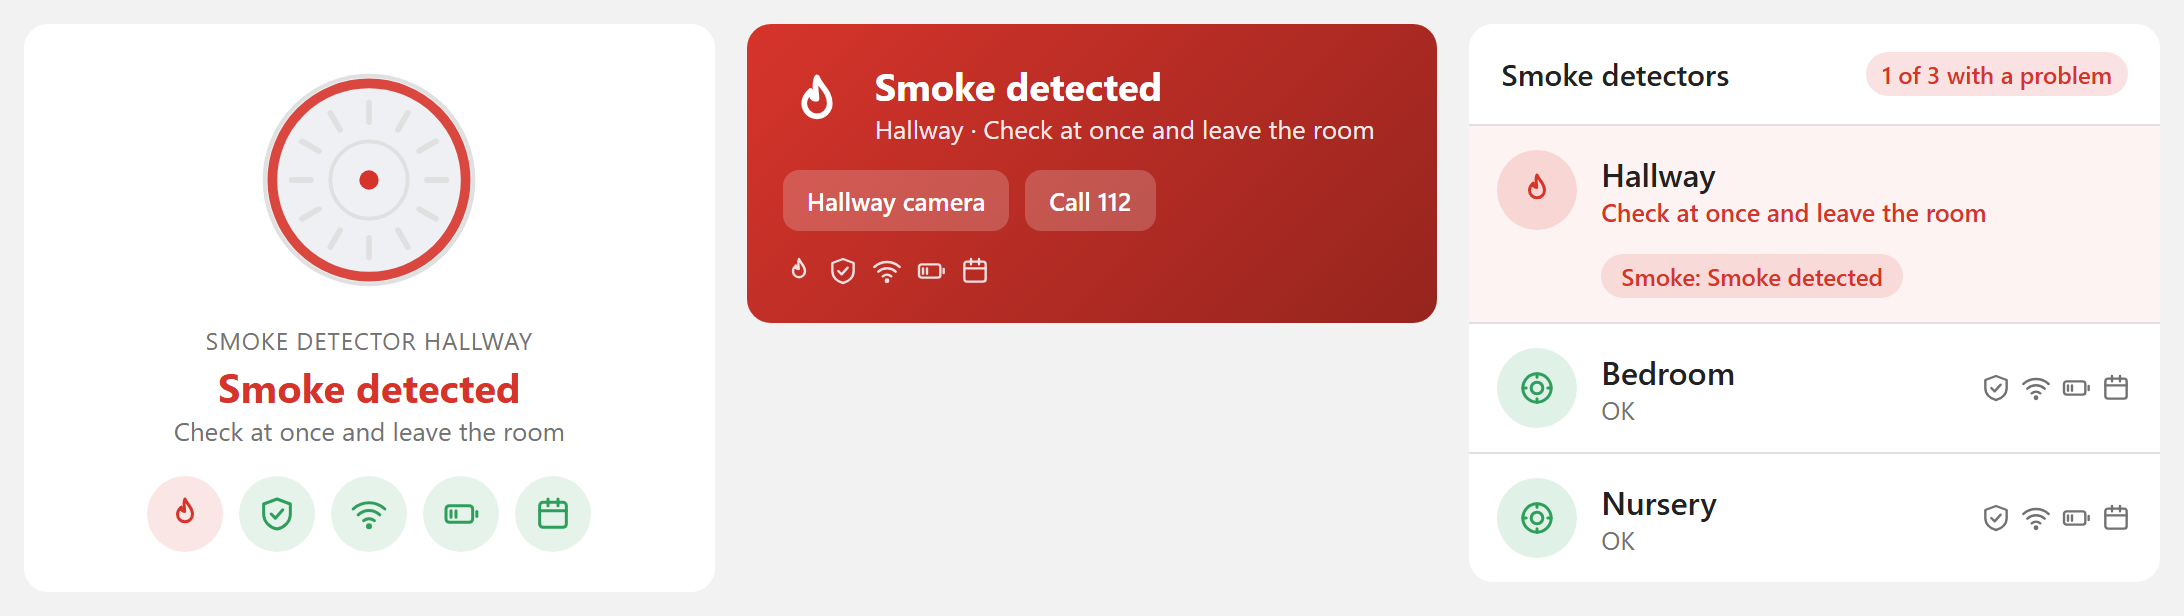 SMOKE DETECTOR HALLWAY
Smoke detected
Check at once and leave the room
Smoke detected
Hallway · Check at once and leave the room
Hallway camera
Call 112
Smoke detectors
1 of 3 with a problem
Hallway
Check at once and leave the room
Smoke: Smoke detected
Bedroom
OK
Nursery
OK